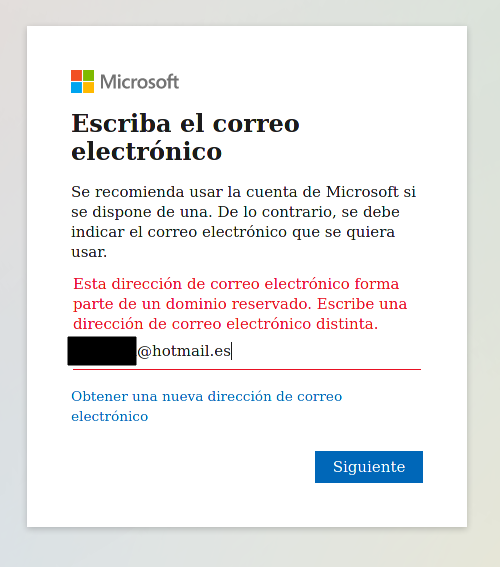 Microsoft
Escriba el correo
electrónico
Se recomienda usar la cuenta de Microsoft si
se dispone de una. De lo contrario, se debe
indicar el correo electrónico que se quiera
usar.
Esta dirección de correo electrónico forma
parte de un dominio reservado. Escribe una
dirección de correo electrónico distinta.
@hotmail.es
Obtener una nueva dirección de correo
electrónico
Siguiente